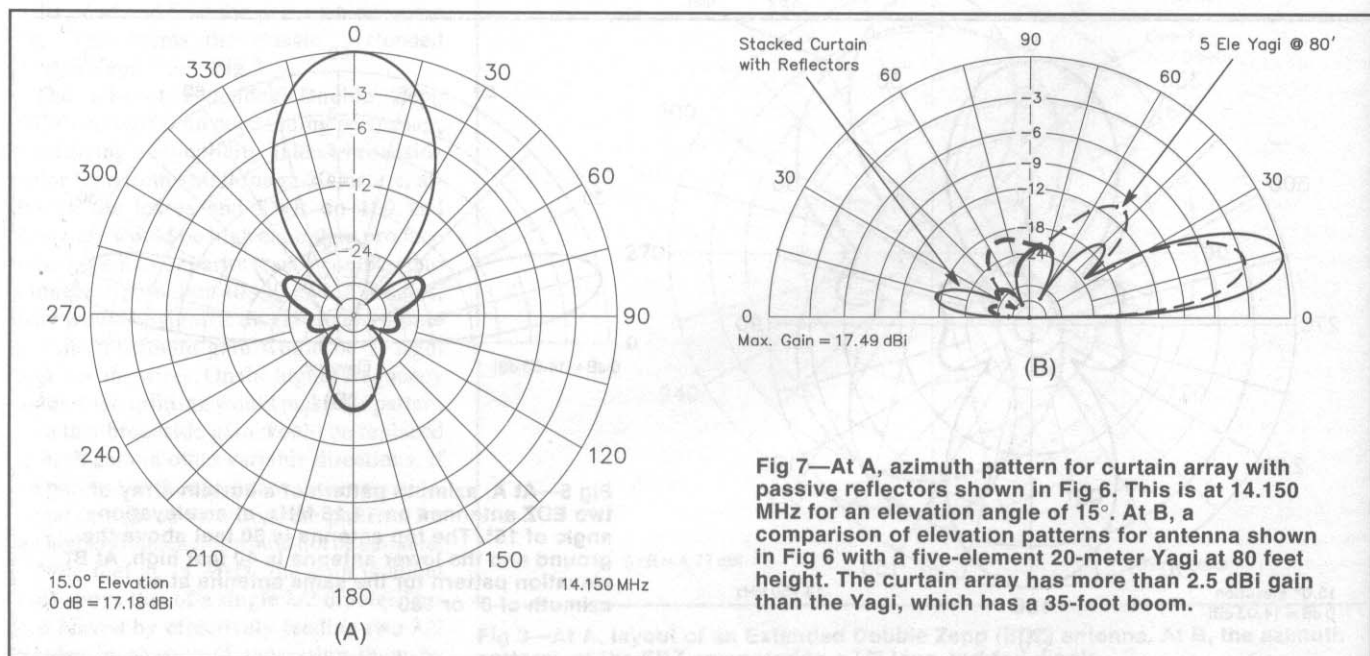 0
330
30
-3
-6
300
60
-12
-24
270
90
240
120
210
150
180
15.0° Elevation
0 dB = 17.18 dBi
14.150 MHz
(A)
Stacked Curtain
with Reflectors
90
5 Ele Yagi @ 80'
60
60
-3
-6
30
-9
30
-12
-18
-24
0
0
Max. Gain = 17.49 dBi
(B)
Fig 7—At A, azimuth pattern for curtain array with
passive reflectors shown in Fig 6. This is at 14.150
MHz for an elevation angle of 15°. At B, a
comparison of elevation patterns for antenna shown
in Fig 6 with a five-element 20-meter Yagi at 80 feet
height. The curtain array has more than 2.5 dBi gain
than the Yagi, which has a 35-foot boom.